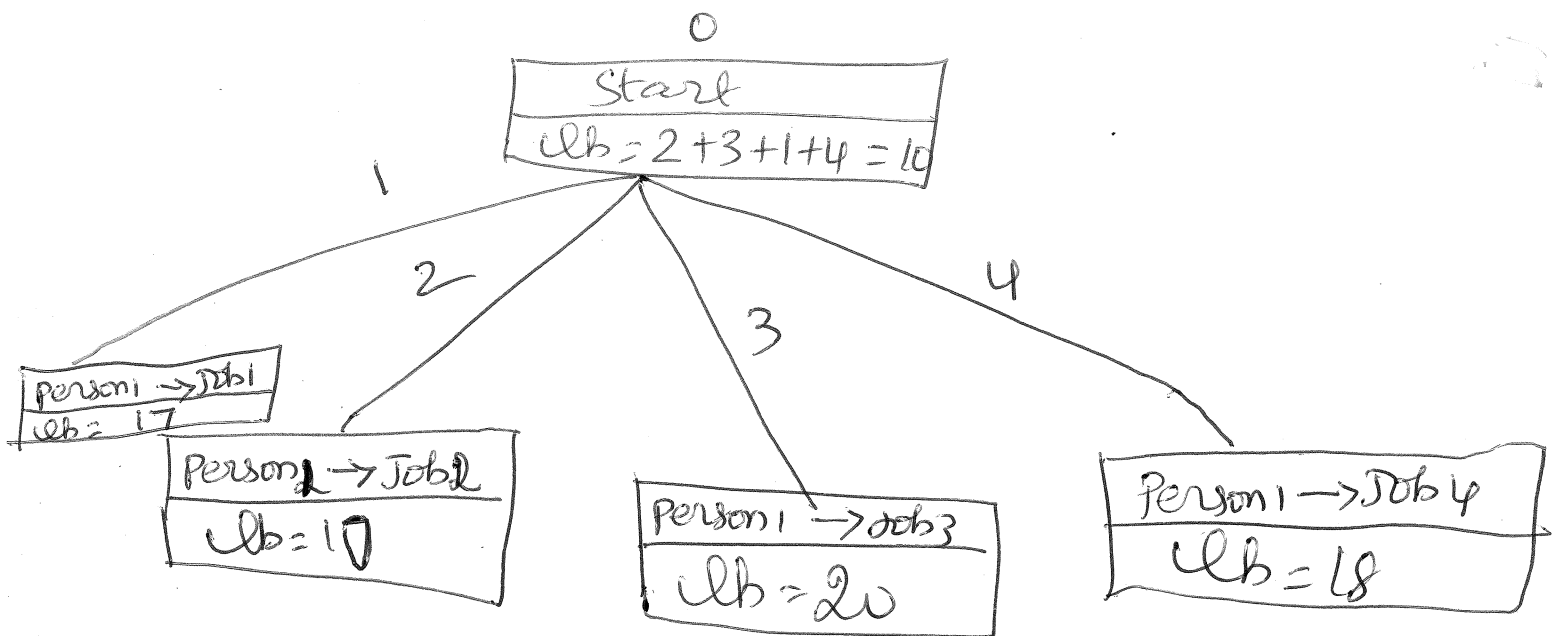 0
Start
lb = 2+3+1+4 = 10
1
2
3
4
Person1 → Job1
lb = 17
Person1 → Job2
lb = 10
Person1 → Job3
lb = 20
Person1 → Job4
lb = 18